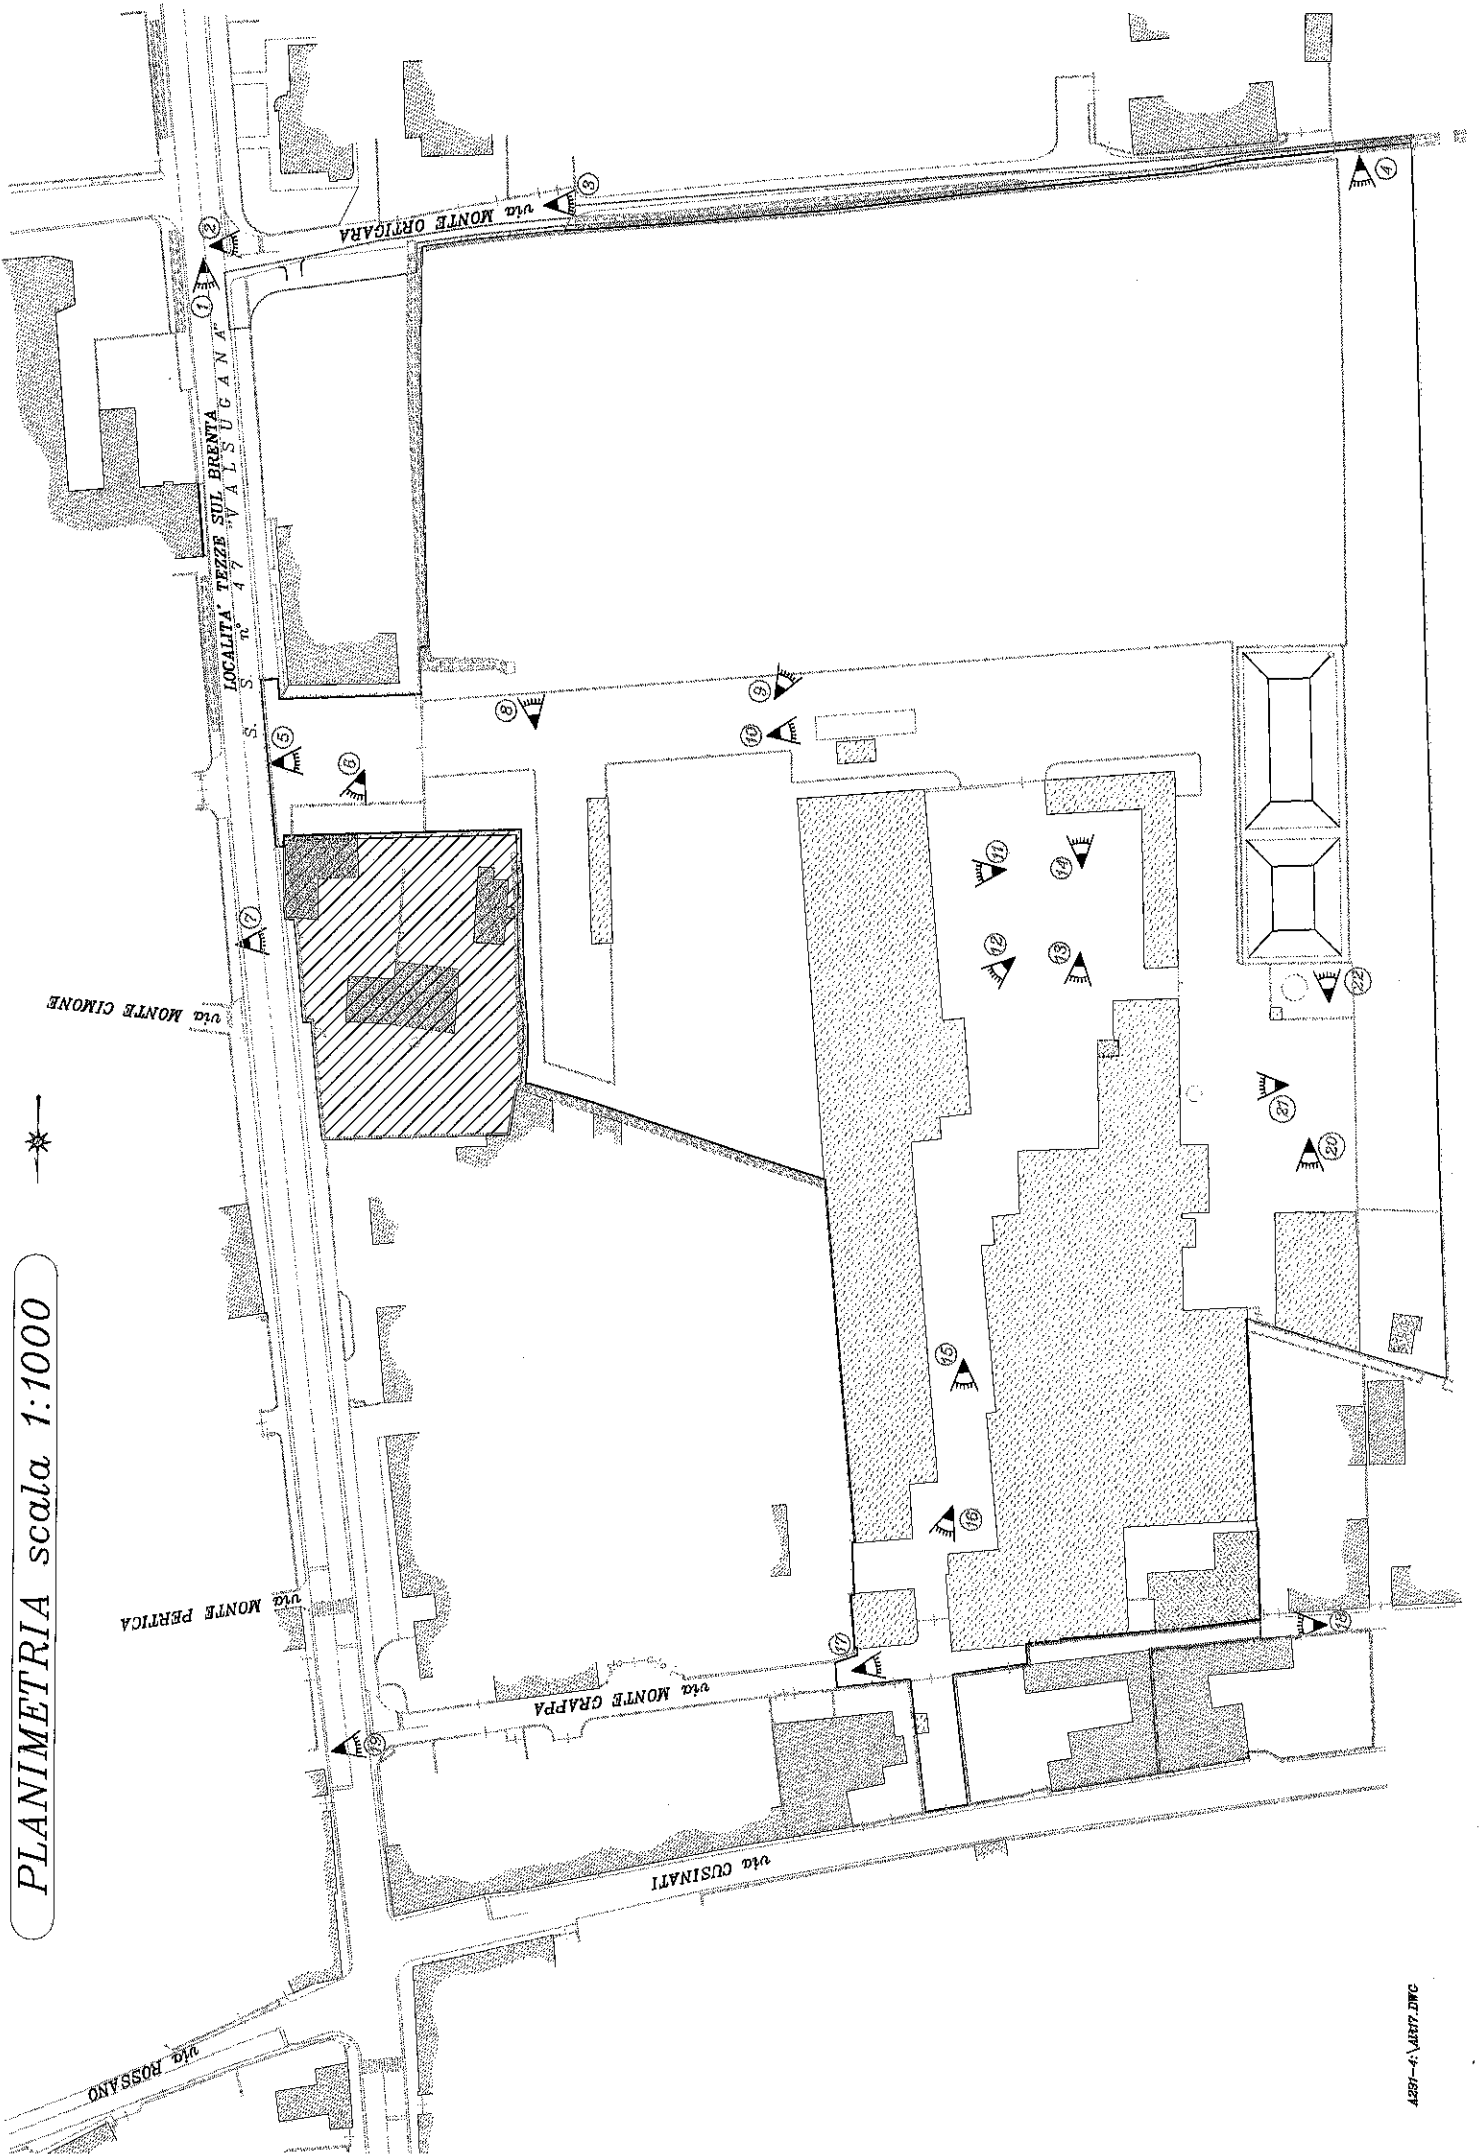 PLANIMETRIA scala 1:1000
LOCALITA' TEZZE SUL BRENTA
S. S. n° 47 "VALSUGANA"
via MONTE ORTIGARA
via MONTE CIMONE
via MONTE PERTICA
via MONTE GRAPPA
via CUSINATI
via ROSSANO
1
2
3
4
5
6
7
8
9
10
11
12
13
14
15
16
17
18
19
20
21
22